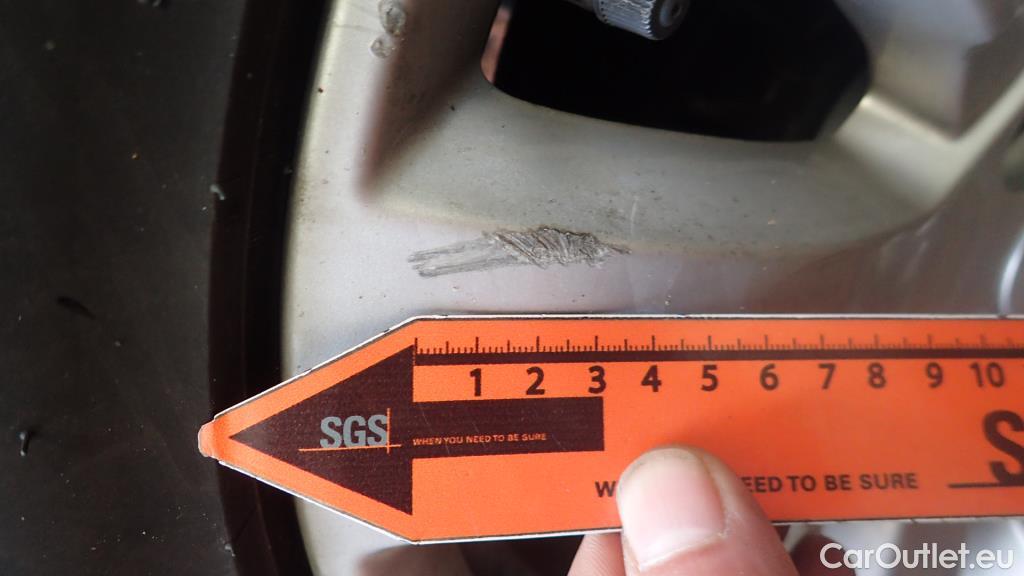 1 2 3 4 5 6 7 8 9 10
SGS
WHEN YOU NEED TO BE SURE
S
W EED TO BE SURE
CarOutlet.eu